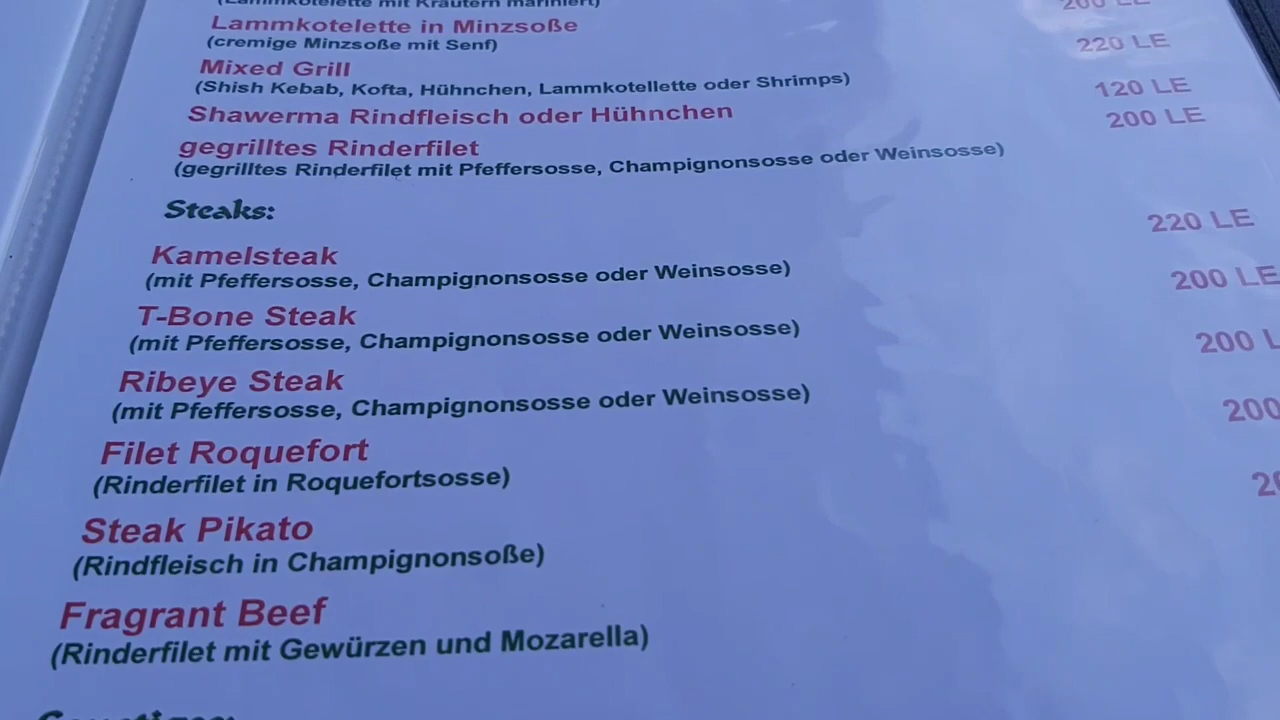 (Lammkotelette mit Kräutern mariniert)
200 LE
Lammkotelette in Minzsoße
(cremige Minzsoße mit Senf)
220 LE
Mixed Grill
(Shish Kebab, Kofta, Hühnchen, Lammkotellette oder Shrimps)
120 LE
Shawerma Rindfleisch oder Hühnchen
200 LE
gegrilltes Rinderfilet
(gegrilltes Rinderfilet mit Pfeffersosse, Champignonsosse oder Weinsosse)
Steaks:
220 LE
Kamelsteak
(mit Pfeffersosse, Champignonsosse oder Weinsosse)
200 LE
T-Bone Steak
(mit Pfeffersosse, Champignonsosse oder Weinsosse)
200 L
Ribeye Steak
(mit Pfeffersosse, Champignonsosse oder Weinsosse)
200
Filet Roquefort
(Rinderfilet in Roquefortsosse)
20
Steak Pikato
(Rindfleisch in Champignonsoße)
Fragrant Beef
(Rinderfilet mit Gewürzen und Mozarella)